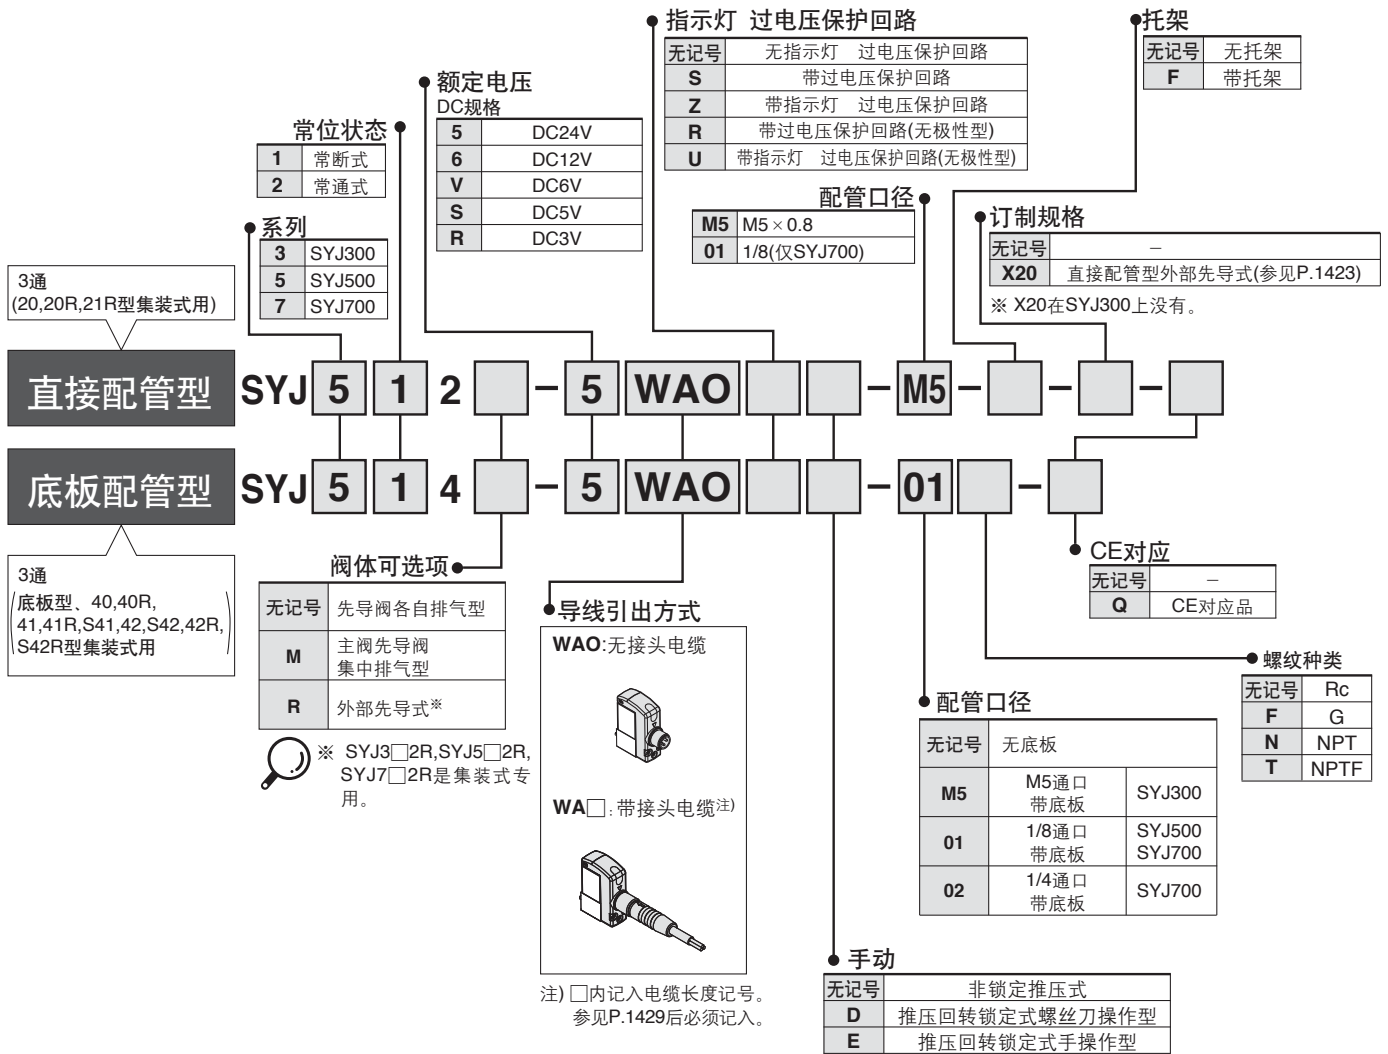 指示灯 过电压保护回路
无记号 无指示灯 过电压保护回路
S 带过电压保护回路
Z 带指示灯 过电压保护回路
R 带过电压保护回路(无极性型)
U 带指示灯 过电压保护回路(无极性型)
托架
无记号 无托架
F 带托架
额定电压
DC规格
5 DC24V
6 DC12V
V DC6V
S DC5V
R DC3V
常位状态
1 常断式
2 常通式
系列
3 SYJ300
5 SYJ500
7 SYJ700
配管口径
M5 M5×0.8
01 1/8(仅SYJ700)
订制规格
无记号 –
X20 直接配管型外部先导式(参见P.1423)
※ X20在SYJ300上没有。
3通
(20,20R,21R型集装式用)
直接配管型 SYJ 5 1 2 □ - 5 WAO □ □ - M5 - □ - □ - □
底板配管型 SYJ 5 1 4 □ - 5 WAO □ □ - 01 □ - □
3通
(底板型、40,40R,
41,41R,S41,42,S42,42R,
S42R型集装式用)
阀体可选项
无记号 先导阀各自排气型
M 主阀先导阀
集中排气型
R 外部先导式※
※ SYJ3□2R,SYJ5□2R,
SYJ7□2R是集装式专
用。
导线引出方式
WAO:无接头电缆
WA□:带接头电缆注)
注) □内记入电缆长度记号。
参见P.1429后必须记入。
CE对应
无记号 –
Q CE对应品
螺纹种类
无记号 Rc
F G
N NPT
T NPTF
配管口径
无记号 无底板
M5 M5通口
带底板 SYJ300
01 1/8通口
带底板 SYJ500
SYJ700
02 1/4通口
带底板 SYJ700
手动
无记号 非锁定推压式
D 推压回转锁定式螺丝刀操作型
E 推压回转锁定式手操作型